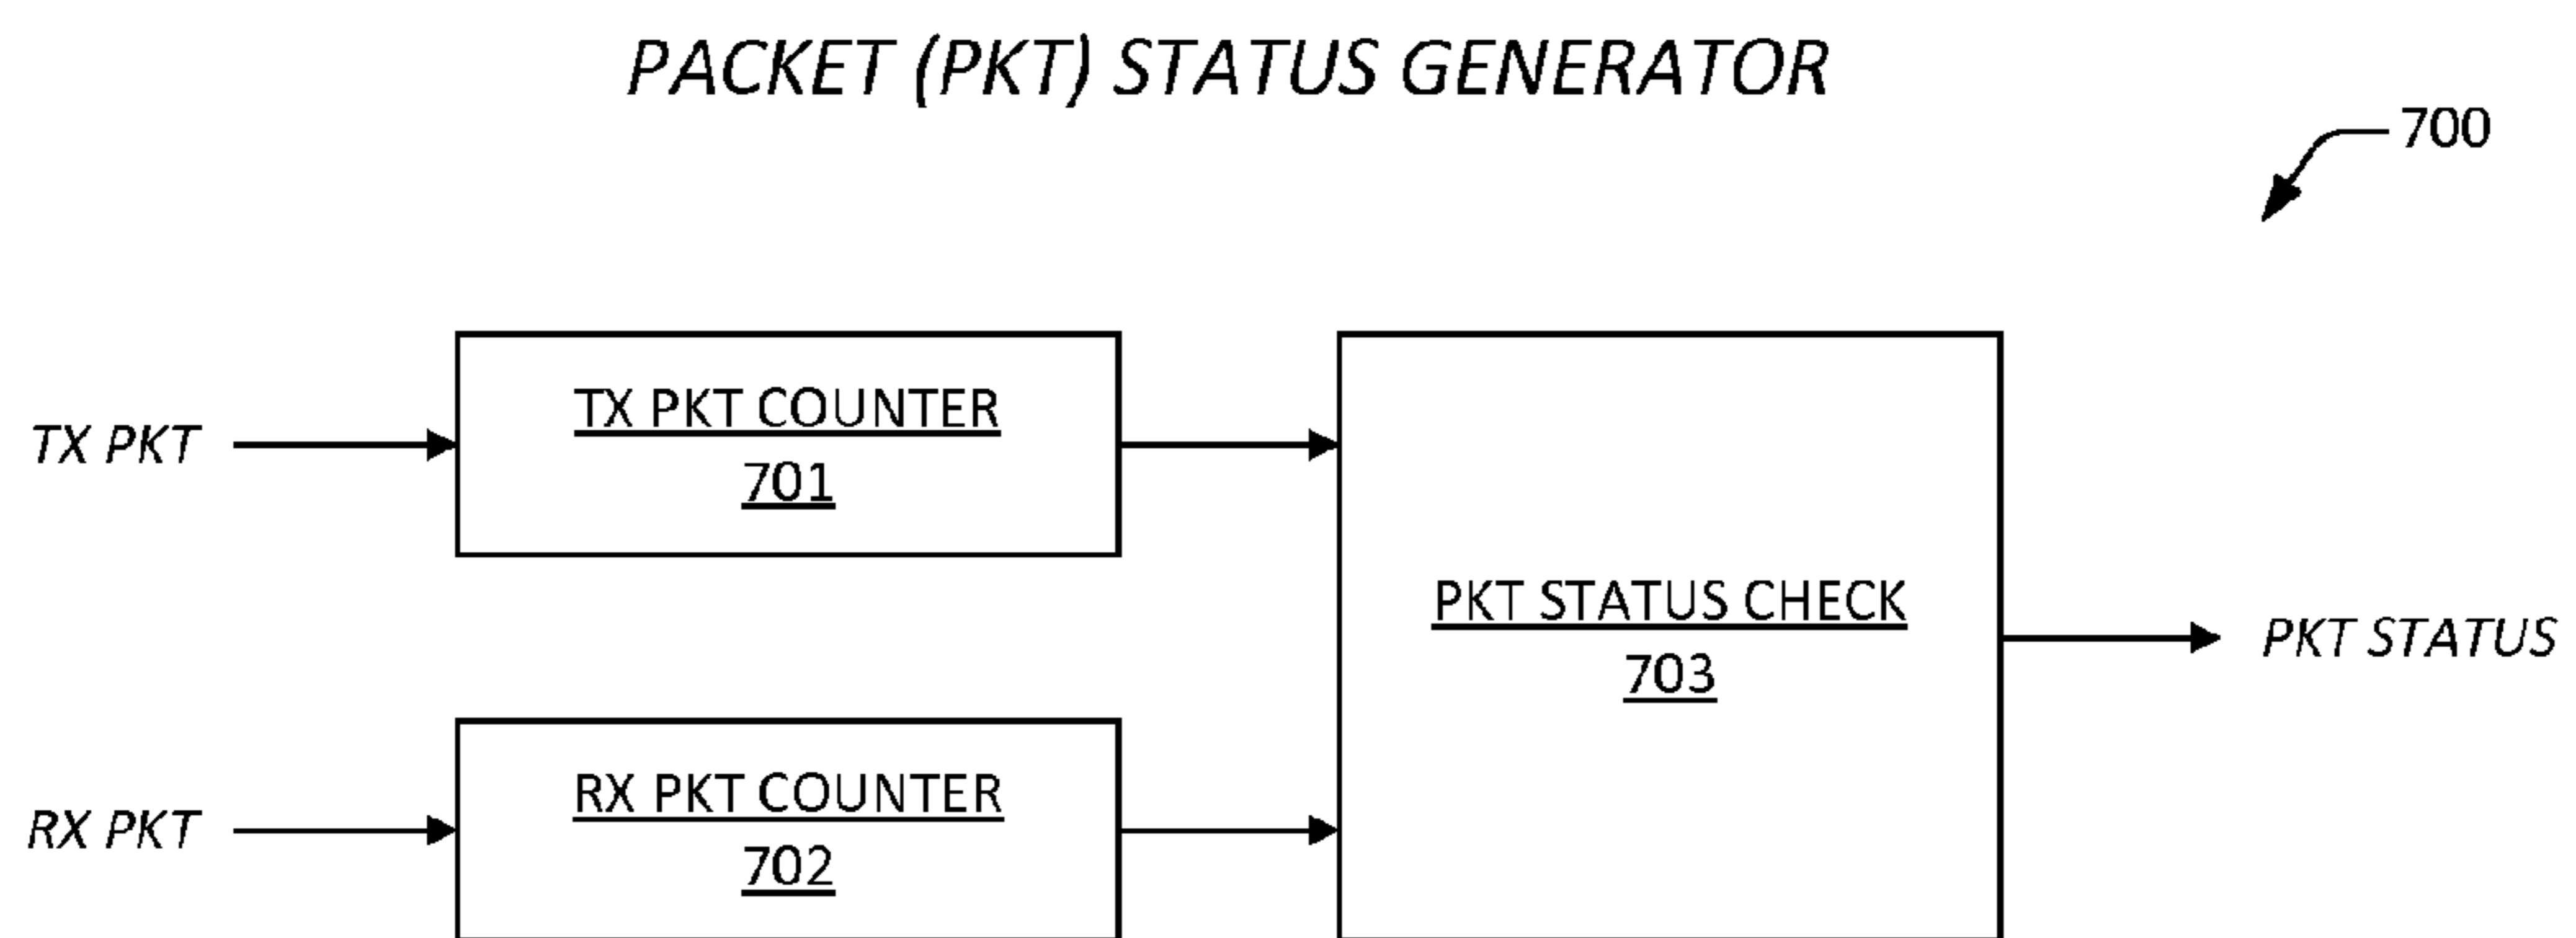 PACKET (PKT) STATUS GENERATOR
700
TX PKT
TX PKT COUNTER
701
PKT STATUS CHECK
703
PKT STATUS
RX PKT
RX PKT COUNTER
702